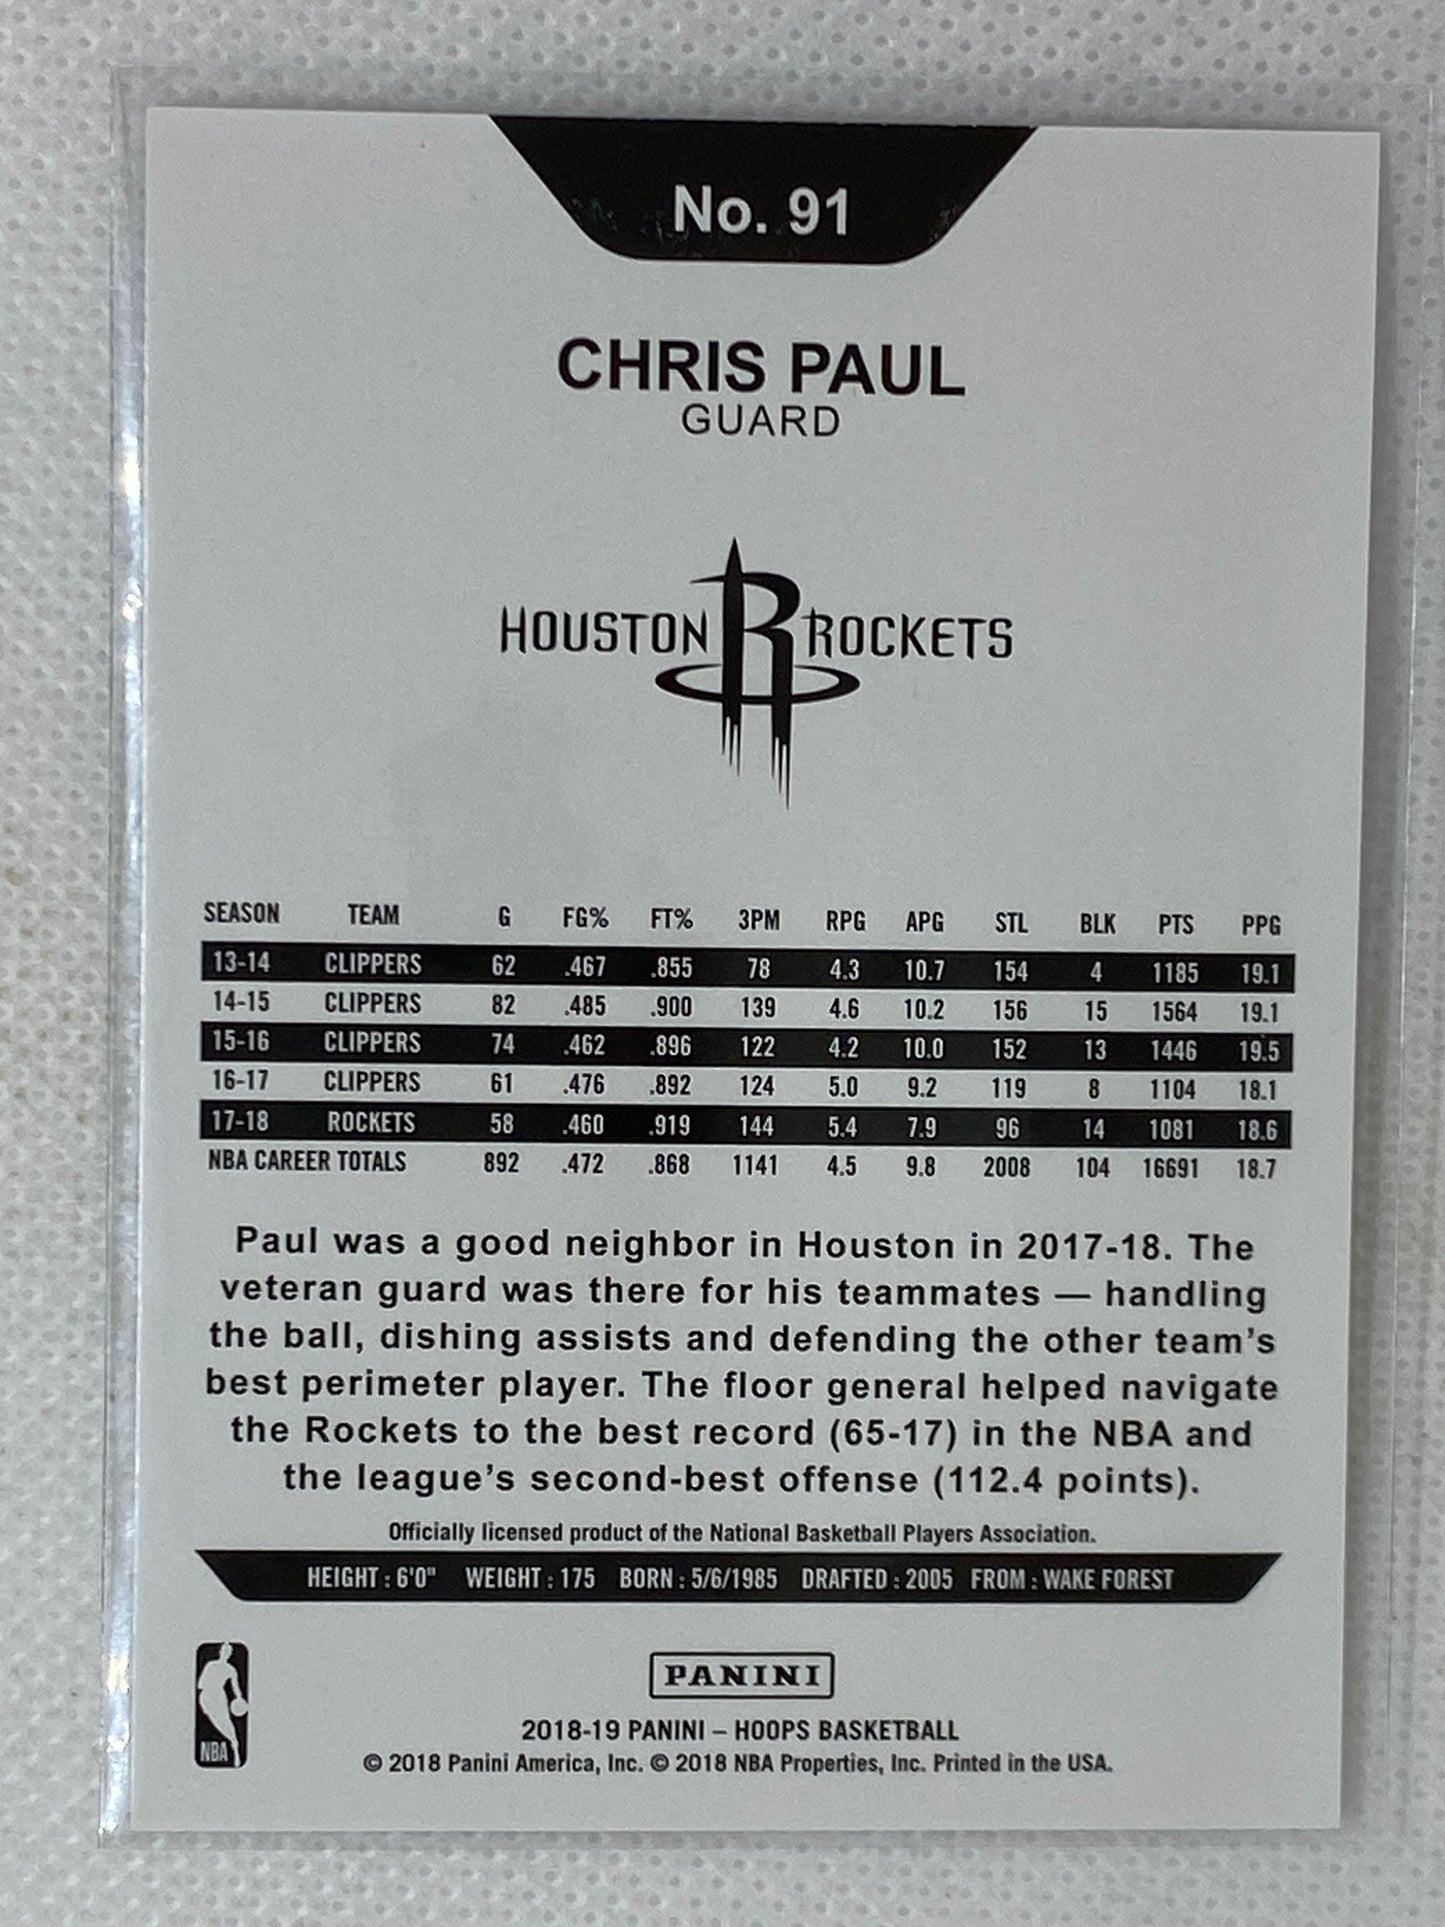 No. 91
CHRIS PAUL
GUARD
HOUSTON R ROCKETS
SEASON TEAM G FG% FT% 3PM RPG APG STL BLK PTS PPG
13-14 CLIPPERS 62 .467 .855 78 4.3 10.7 154 4 1185 19.1
14-15 CLIPPERS 82 .485 .900 139 4.6 10.2 156 15 1564 19.1
15-16 CLIPPERS 74 .462 .896 122 4.2 10.0 152 13 1446 19.5
16-17 CLIPPERS 61 .476 .892 124 5.0 9.2 119 8 1104 18.1
17-18 ROCKETS 58 .460 .919 144 5.4 7.9 96 14 1081 18.6
NBA CAREER TOTALS 892 .472 .868 1141 4.5 9.8 2008 104 16691 18.7
Paul was a good neighbor in Houston in 2017-18. The
veteran guard was there for his teammates — handling
the ball, dishing assists and defending the other team's
best perimeter player. The floor general helped navigate
the Rockets to the best record (65-17) in the NBA and
the league's second-best offense (112.4 points).
Officially licensed product of the National Basketball Players Association.
HEIGHT : 6'0" WEIGHT : 175 BORN : 5/6/1985 DRAFTED : 2005 FROM : WAKE FOREST
PANINI
NBA
2018-19 PANINI – HOOPS BASKETBALL
© 2018 Panini America, Inc. © 2018 NBA Properties, Inc. Printed in the USA.